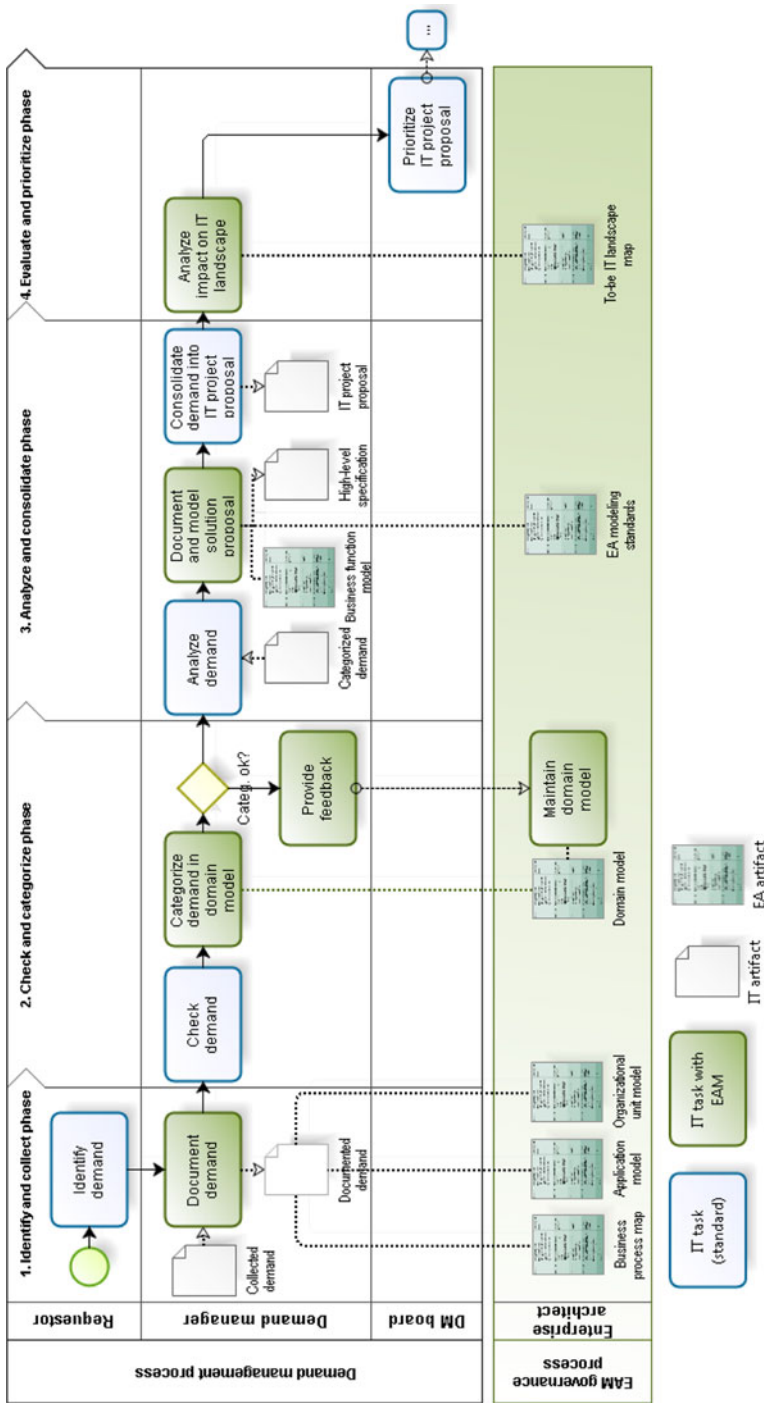 1. Identify and collect phase
2. Check and categorize phase
3. Analyze and consolidate phase
4. Evaluate and prioritize phase
Demand management process
Requestor
Identify
demand
Demand manager
Collected
demand
Document
demand
Documented
demand
Check
demand
Categorize
demand in
domain
model
Categ. ok?
Provide
feedback
Analyze
demand
Categorized
demand
Document
and model
solution
proposal
Business function
model
High-level
specification
Consolidate
demand into
IT project
proposal
IT project
proposal
Analyze
impact on IT
landscape
DM board
Prioritize
IT project
proposal
...
EAM governance
process
Enterprise
architect
Business
process map
Application
model
Organizational
unit model
Domain model
Maintain
domain
model
EA modeling
standards
To-be IT landscape
map
IT task
(standard)
IT task with
EAM
IT artifact
EA artifact